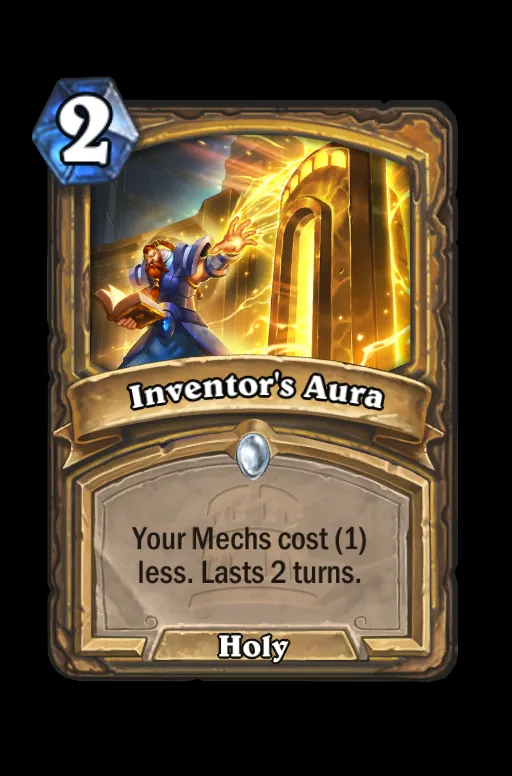 2
Inventor's Aura
Your Mechs cost (1)
less. Lasts 2 turns.
Holy